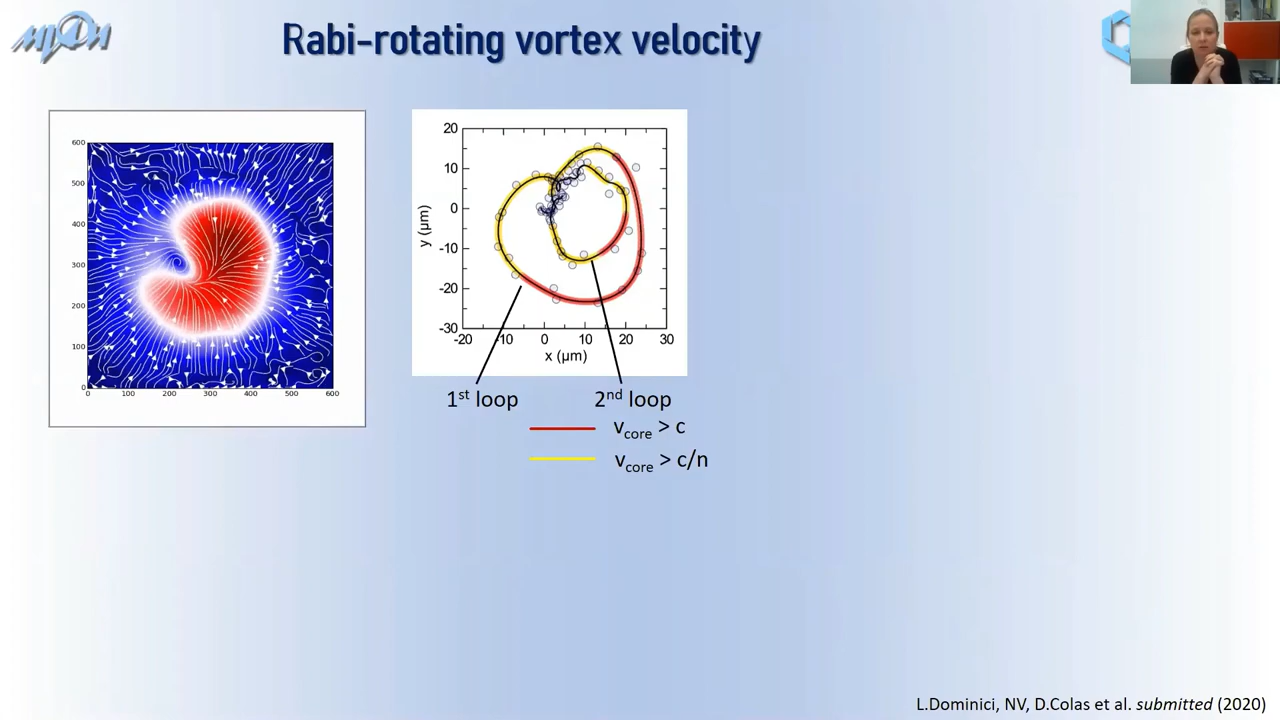 мфти
Rabi-rotating vortex velocity
600
500
400
300
200
100
0
0 100 200 300 400 500 600
20
10
0
-10
-20
-30
y (μm)
-20 -10 0 10 20 30
x (μm)
1st loop
2nd loop
vcore > c
vcore > c/n
L.Dominici, NV, D.Colas et al. submitted (2020)